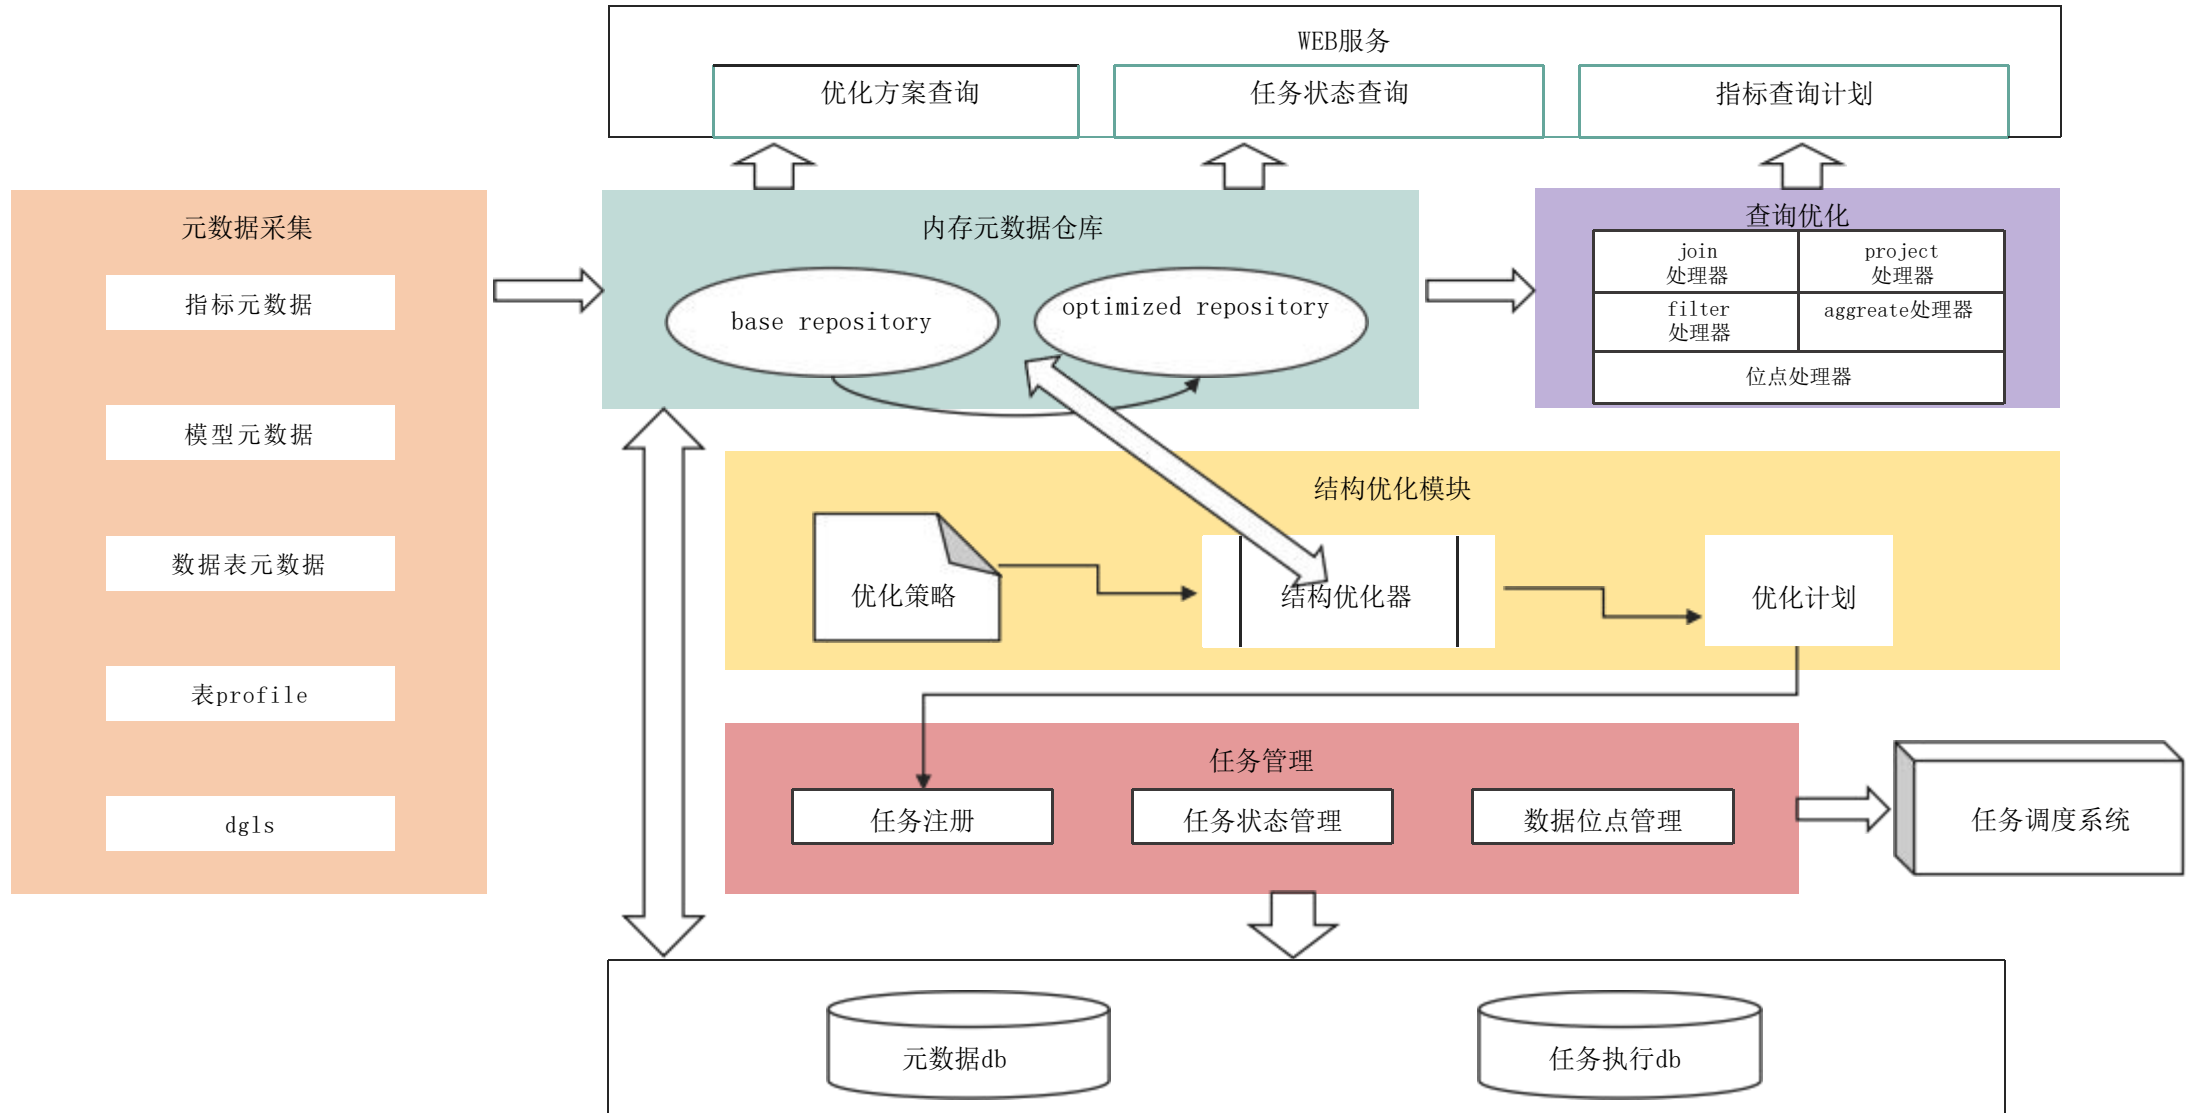 WEB服务
优化方案查询
任务状态查询
指标查询计划
元数据采集
指标元数据
模型元数据
数据表元数据
表profile
dgls
内存元数据仓库
base repository
optimized repository
查询优化
join
处理器
project
处理器
filter
处理器
aggreate处理器
位点处理器
结构优化模块
优化策略
结构优化器
优化计划
任务管理
任务注册
任务状态管理
数据位点管理
任务调度系统
元数据db
任务执行db